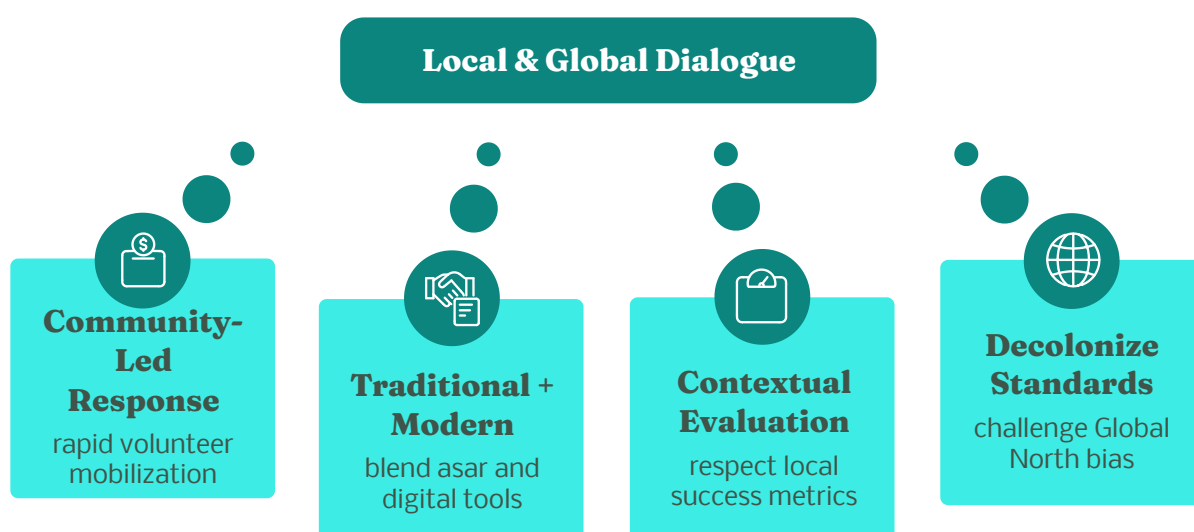 Local & Global Dialogue
$
Community-
Led
Response
rapid volunteer
mobilization
Traditional +
Modern
blend asar and
digital tools
Contextual
Evaluation
respect local
success metrics
Decolonize
Standards
challenge Global
North bias